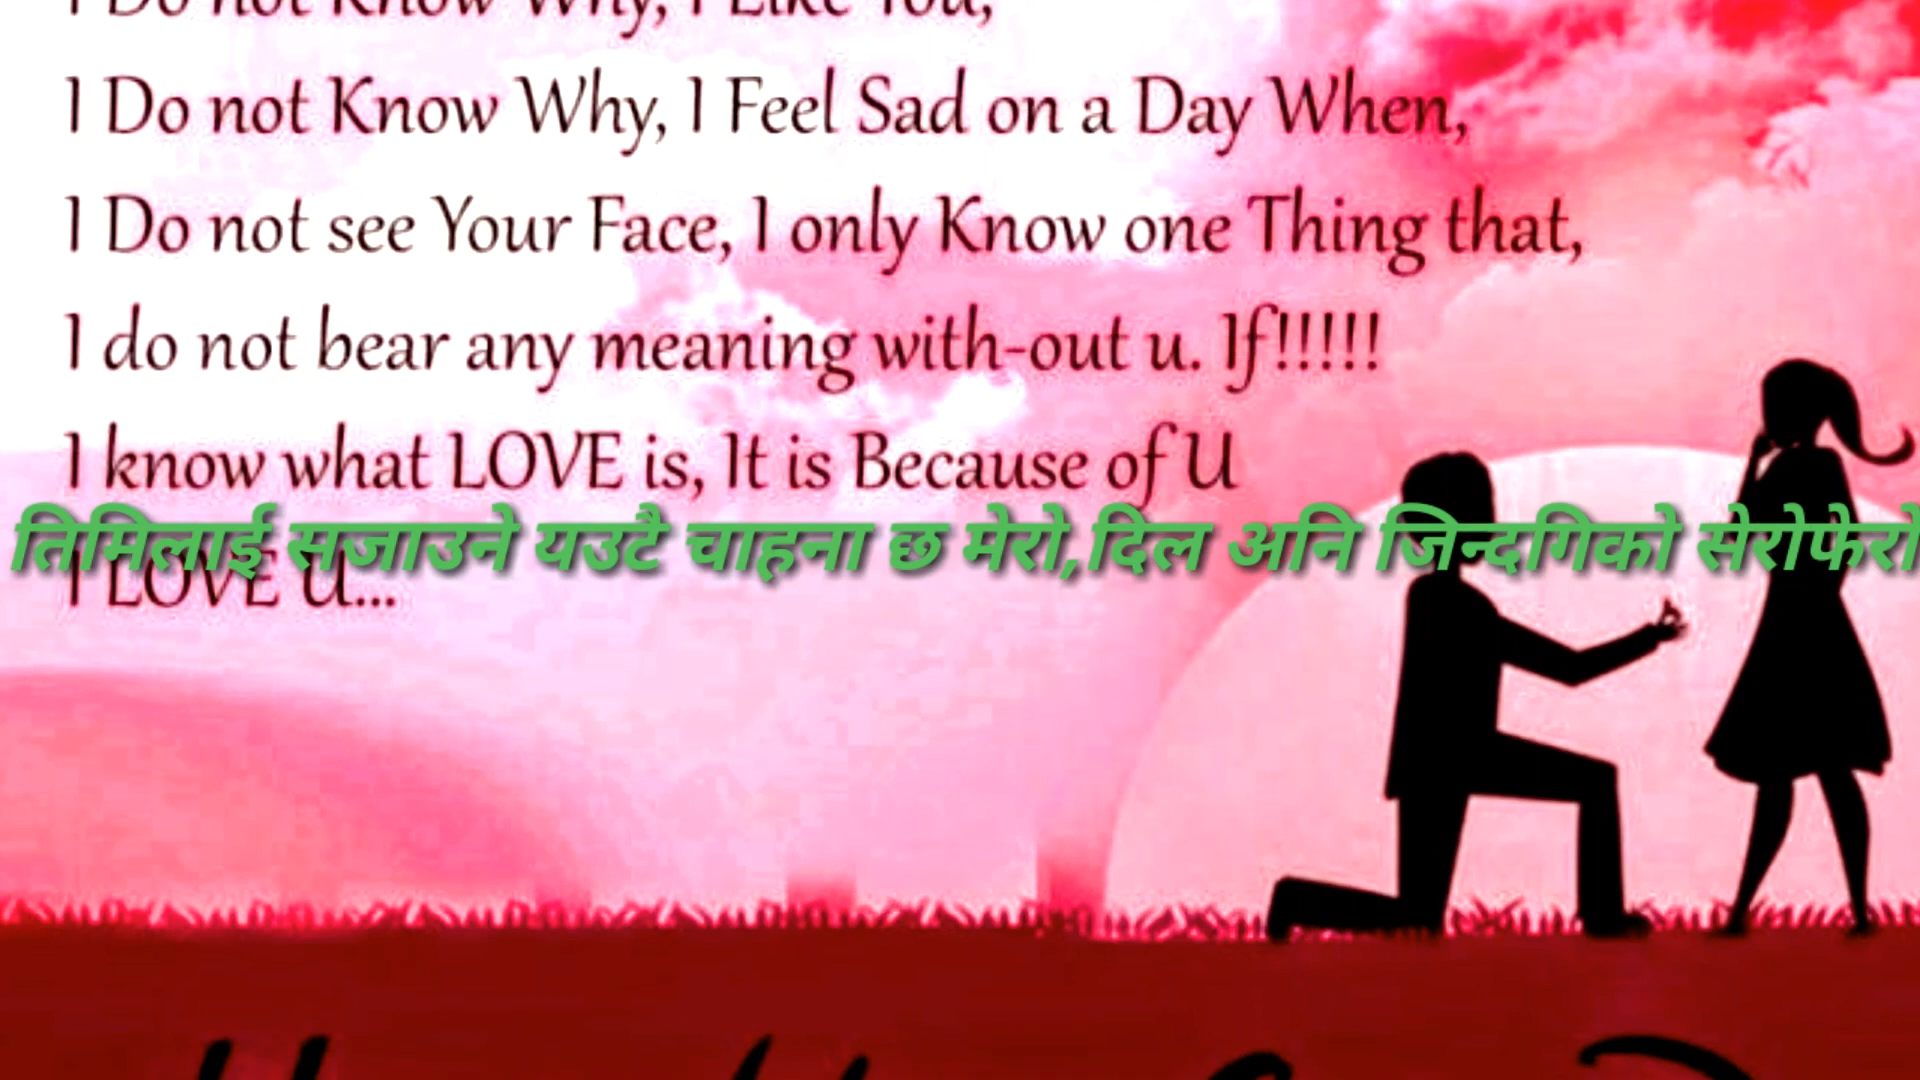 I Do not Know Why, I Like You,
I Do not Know Why, I Feel Sad on a Day When,
I Do not see Your Face, I only Know one Thing that,
I do not bear any meaning with-out u. If!!!!!
I know what LOVE is, It is Because of U
तिमिलाई सजाउने यउटै चाहना छ मेरो,दिल अनि जिन्दगिको सेरोफेरो
I LOVE U...